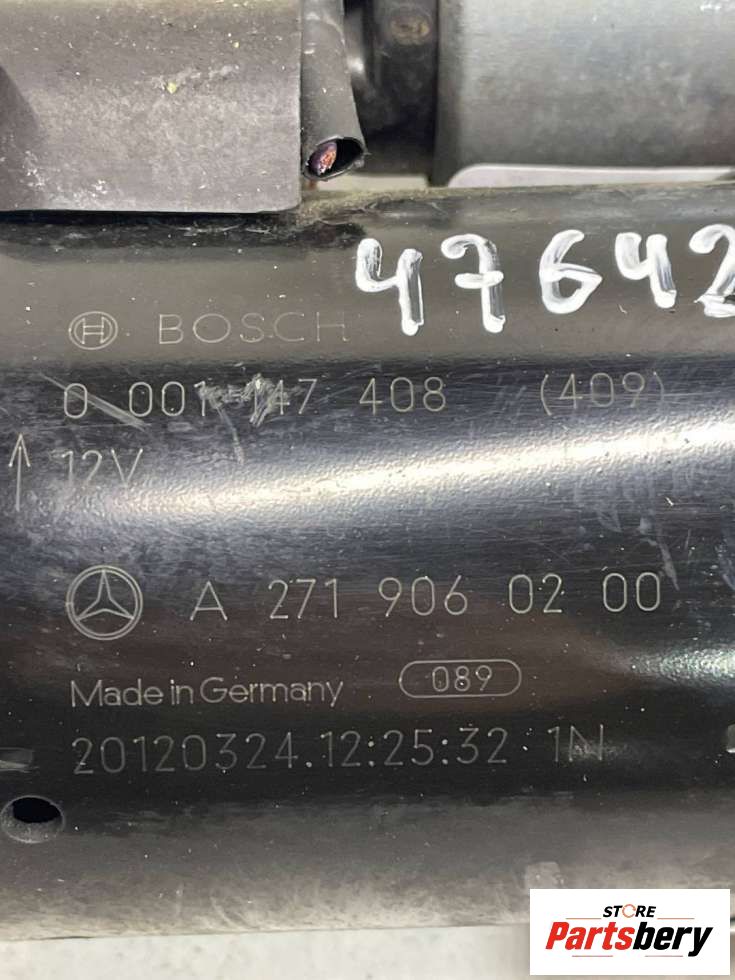 47642
BOSCH
0 001 147 408 (409)
12V
A 271 906 02 00
Made in Germany 089
20120324.12:25:32 1N
STORE
Partsbery